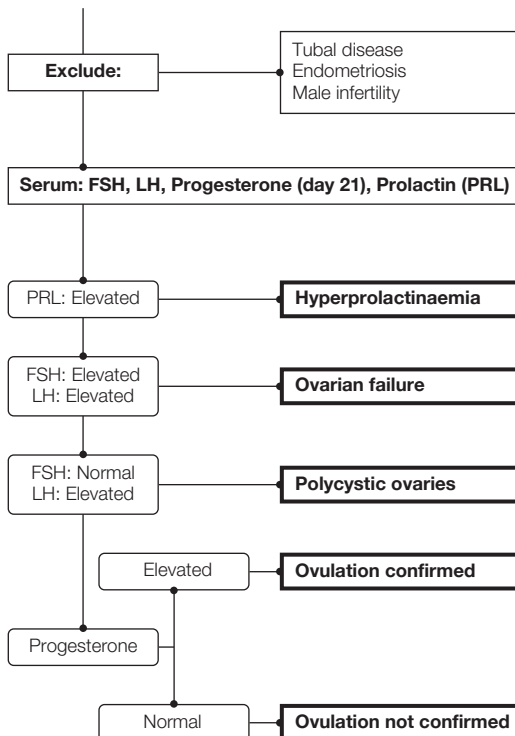 Exclude:
Tubal disease
Endometriosis
Male infertility
Serum: FSH, LH, Progesterone (day 21), Prolactin (PRL)
PRL: Elevated
Hyperprolactinaemia
FSH: Elevated
LH: Elevated
Ovarian failure
FSH: Normal
LH: Elevated
Polycystic ovaries
Elevated
Ovulation confirmed
Progesterone
Normal
Ovulation not confirmed